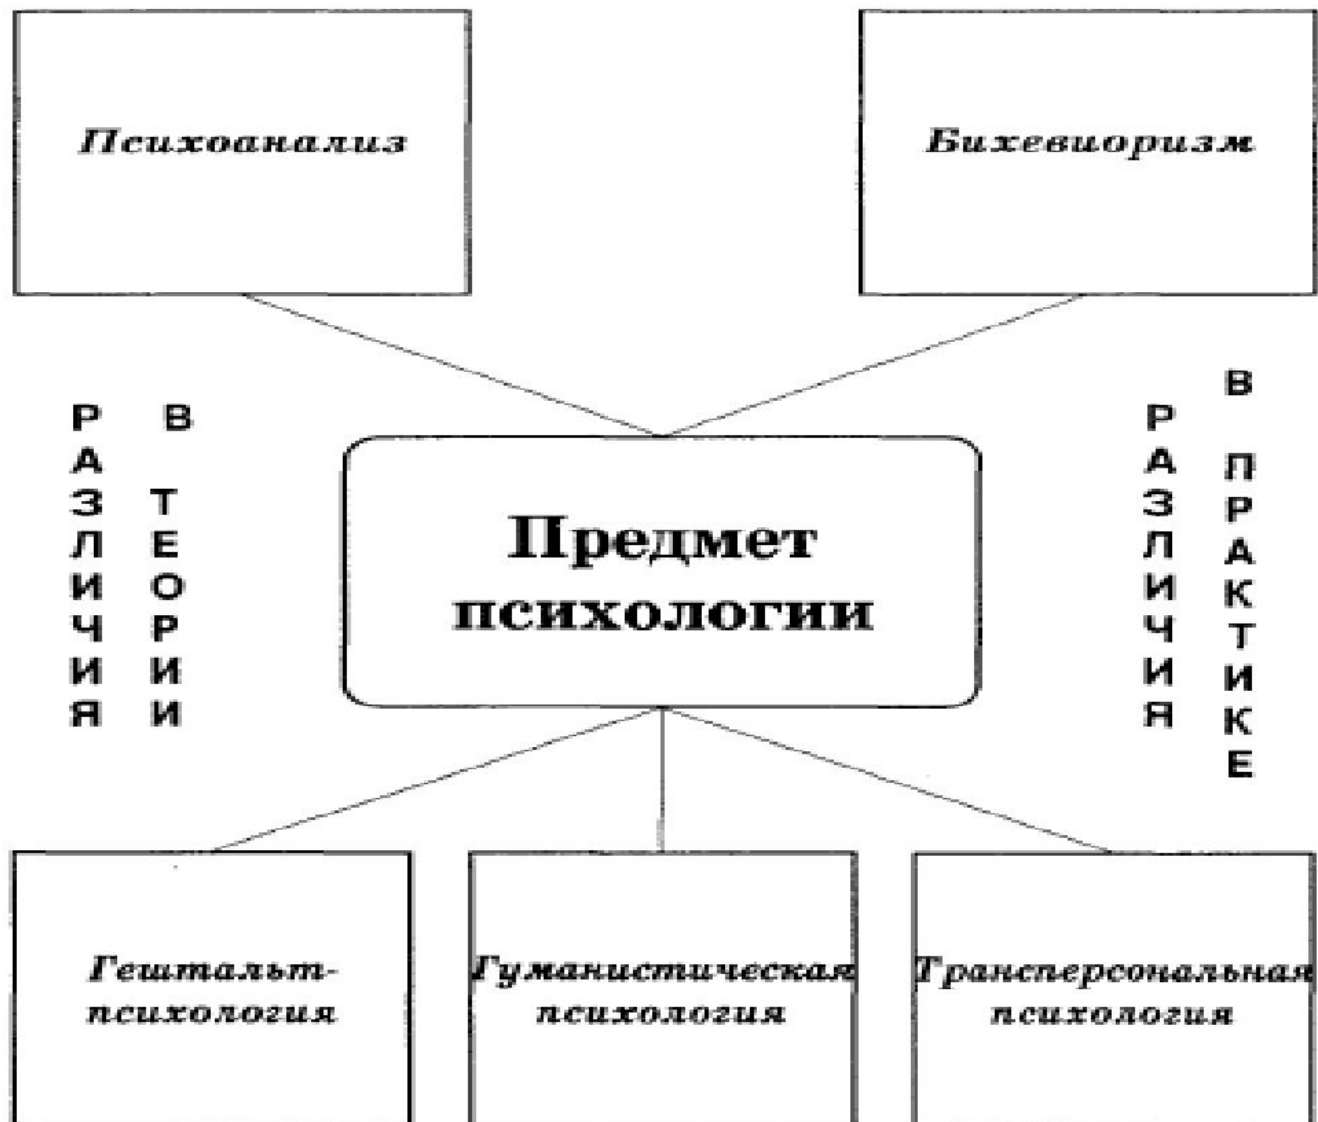 Психоанализ
Бихевиоризм
РАЗЛИЧИЯ
В ТЕОРИИ
Предмет
психологии
РАЗЛИЧИЯ
В ПРАКТИКЕ
Гештальт-
психология
Гуманистическая
психология
Трансперсональная
психология